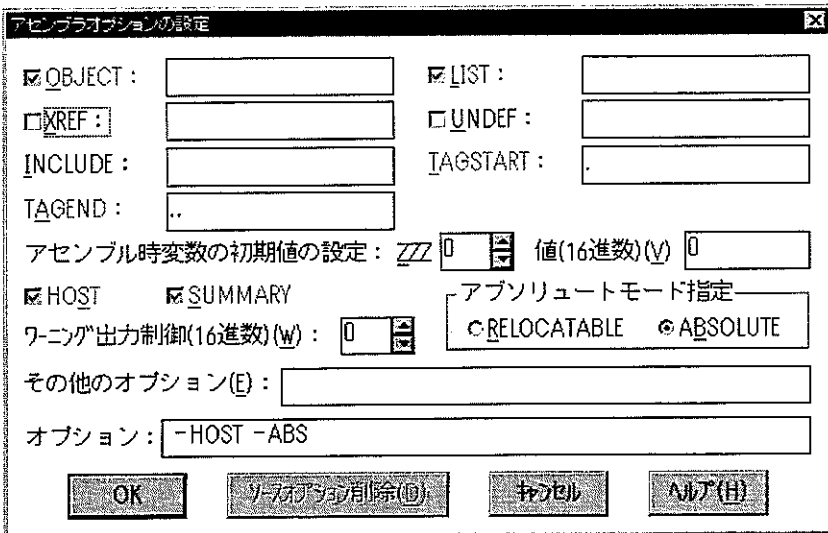 アセンブラオプションの設定
OBJECT : LIST :
XREF : UNDEF :
INCLUDE : TAGSTART : .
TAGEND : ..
アセンブル時変数の初期値の設定 : ZZZ 0 値(16進数)(V) 0
HOST SUMMARY アブソリュートモード指定
ワーニング出力制御(16進数)(W) : 0 RELOCATABLE ABSOLUTE
その他のオプション(E) :
オプション : -HOST -ABS
OK ソースオプション削除(D) キャンセル ヘルプ(H)